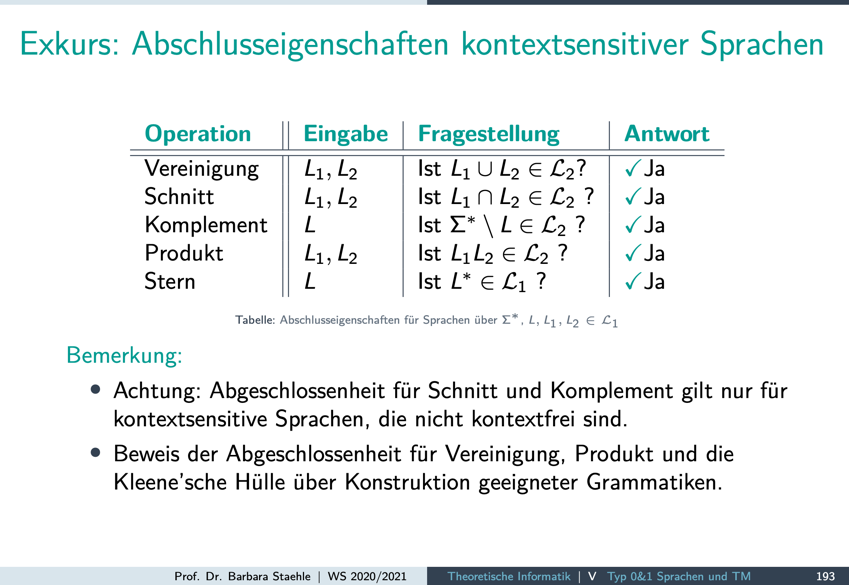 Exkurs: Abschlusseigenschaften kontextsensitiver Sprachen
Operation Eingabe Fragestellung Antwort
Vereinigung L₁, L₂ Ist L₁ ∪ L₂ ∈ ℒ₂? ✓Ja
Schnitt L₁, L₂ Ist L₁ ∩ L₂ ∈ ℒ₂ ? ✓Ja
Komplement L Ist Σ* \ L ∈ ℒ₂ ? ✓Ja
Produkt L₁, L₂ Ist L₁L₂ ∈ ℒ₂ ? ✓Ja
Stern L Ist L* ∈ ℒ₁ ? ✓Ja
Tabelle: Abschlusseigenschaften für Sprachen über Σ*, L, L₁, L₂ ∈ ℒ₁
Bemerkung:
• Achtung: Abgeschlossenheit für Schnitt und Komplement gilt nur für
kontextsensitive Sprachen, die nicht kontextfrei sind.
• Beweis der Abgeschlossenheit für Vereinigung, Produkt und die
Kleene'sche Hülle über Konstruktion geeigneter Grammatiken.
Prof. Dr. Barbara Staehle | WS 2020/2021 Theoretische Informatik | V Typ 0&1 Sprachen und TM 193